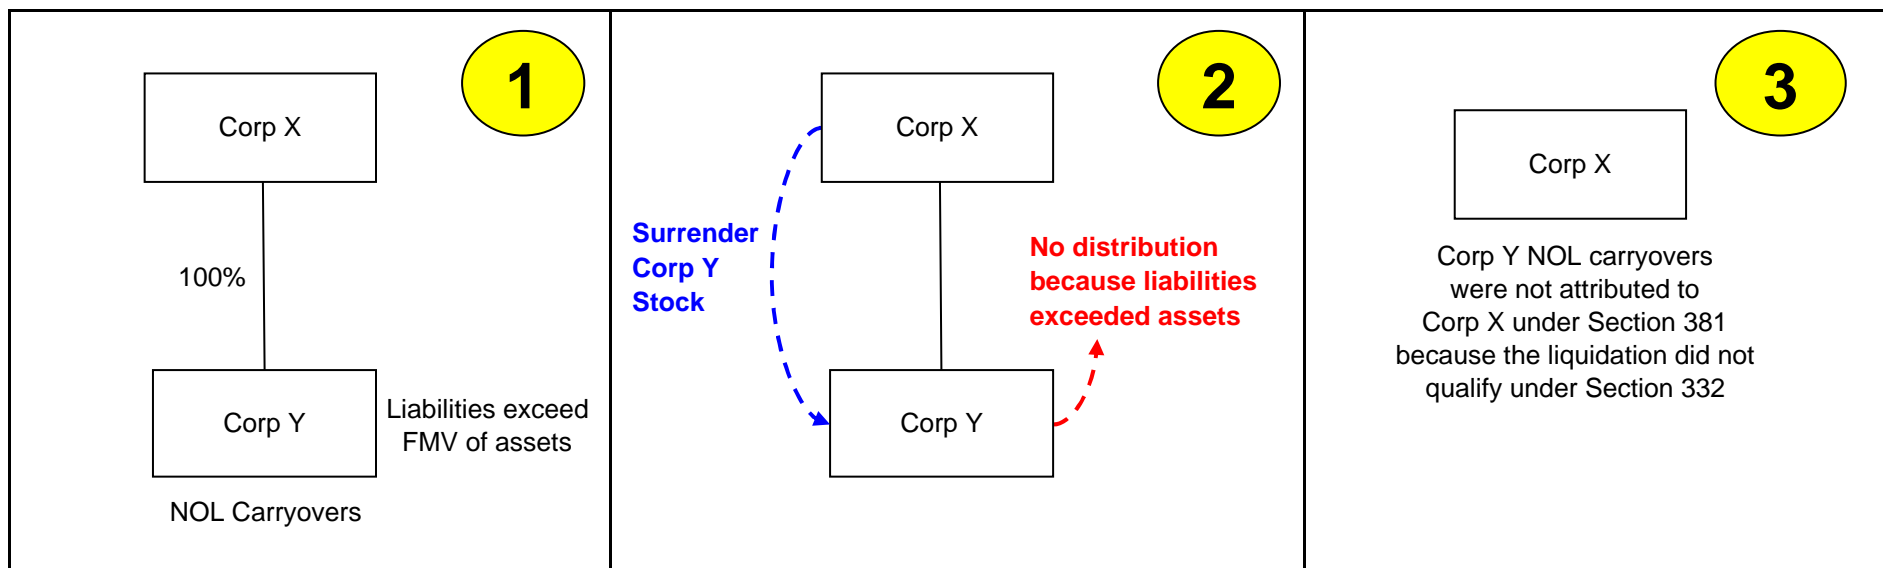 1
Corp X
100%
Corp Y
Liabilities exceed
FMV of assets
NOL Carryovers
2
Corp X
Surrender
Corp Y
Stock
No distribution
because liabilities
exceeded assets
Corp Y
3
Corp X
Corp Y NOL carryovers
were not attributed to
Corp X under Section 381
because the liquidation did not
qualify under Section 332